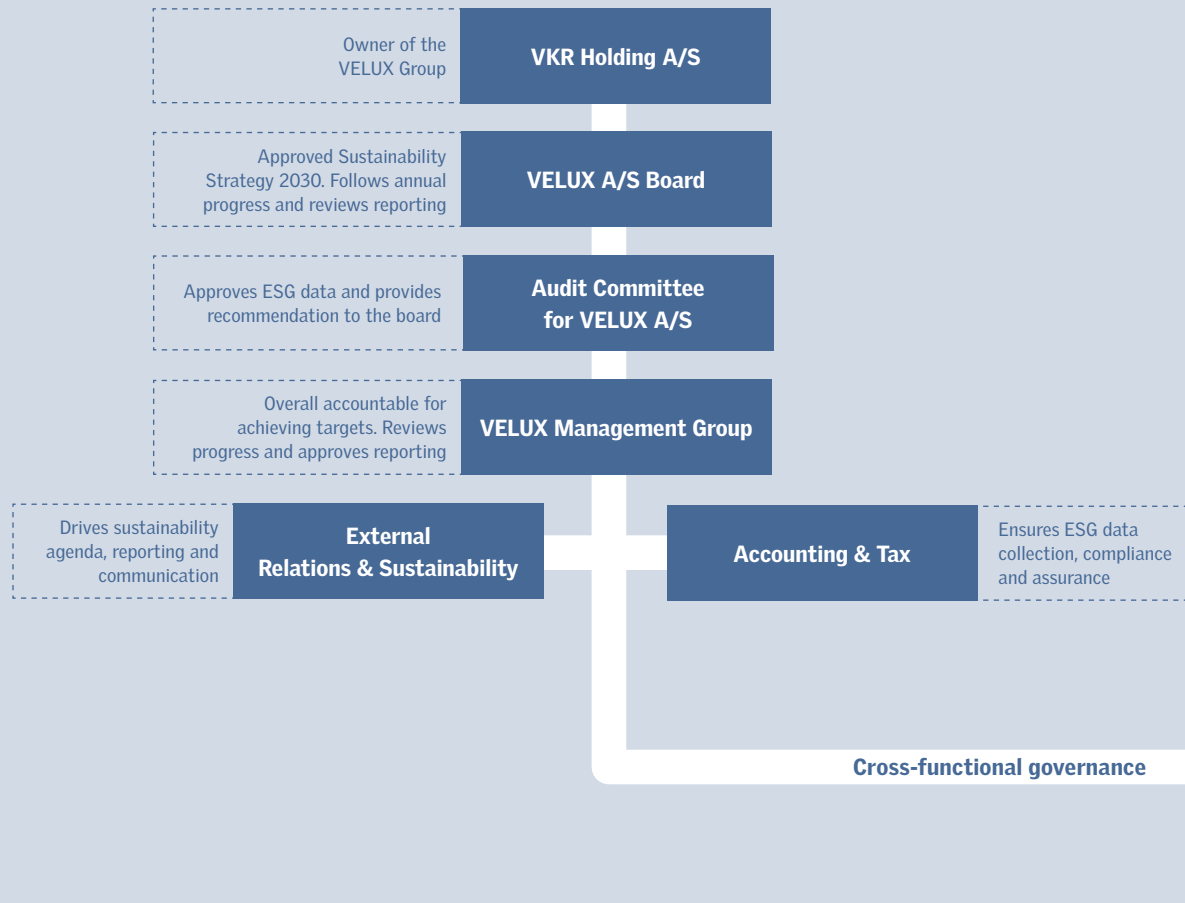 Owner of the
VELUX Group
VKR Holding A/S
Approved Sustainability
Strategy 2030. Follows annual
progress and reviews reporting
VELUX A/S Board
Approves ESG data and provides
recommendation to the board
Audit Committee
for VELUX A/S
Overall accountable for
achieving targets. Reviews
progress and approves reporting
VELUX Management Group
Drives sustainability
agenda, reporting and
communication
External
Relations & Sustainability
Accounting & Tax
Ensures ESG data
collection, compliance
and assurance
Cross-functional governance